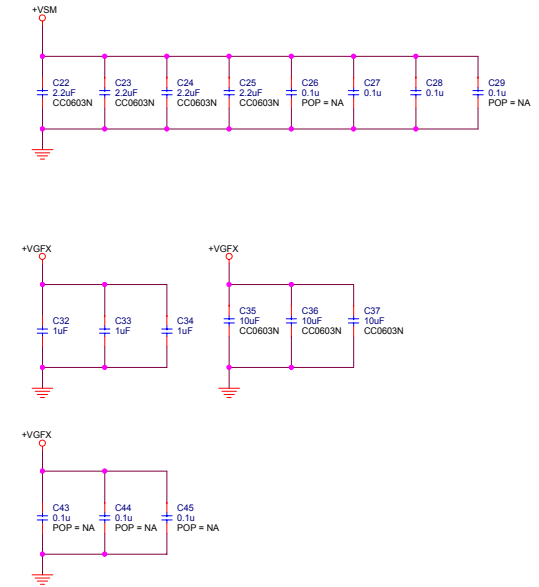 +VSM
C22
2.2uF
CC0603N
C23
2.2uF
CC0603N
C24
2.2uF
CC0603N
C25
2.2uF
CC0603N
C26
0.1u
POP = NA
C27
0.1u
C28
0.1u
C29
0.1u
POP = NA
+VGFX
C32
1uF
C33
1uF
C34
1uF
+VGFX
C35
10uF
CC0603N
C36
10uF
CC0603N
C37
10uF
CC0603N
+VGFX
C43
0.1u
POP = NA
C44
0.1u
POP = NA
C45
0.1u
POP = NA